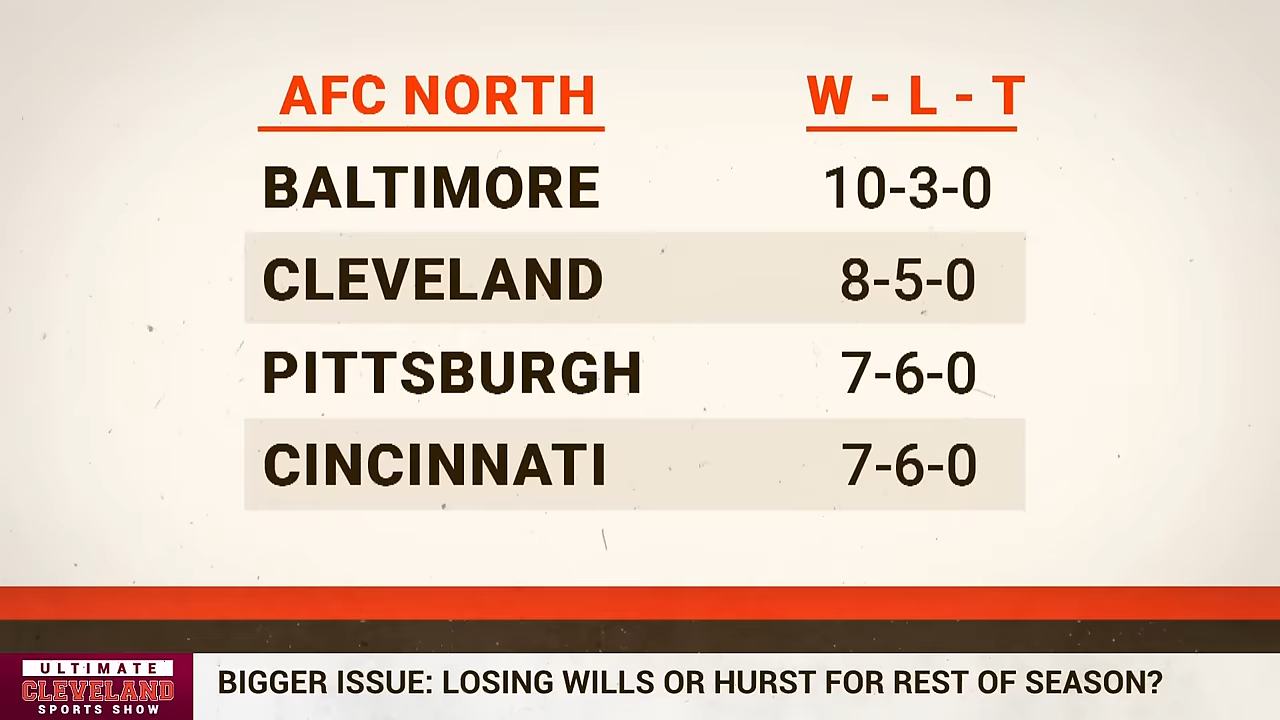 AFC NORTH W - L - T
BALTIMORE 10-3-0
CLEVELAND 8-5-0
PITTSBURGH 7-6-0
CINCINNATI 7-6-0
ULTIMATE
CLEVELAND
SPORTS SHOW
BIGGER ISSUE: LOSING WILLS OR HURST FOR REST OF SEASON?